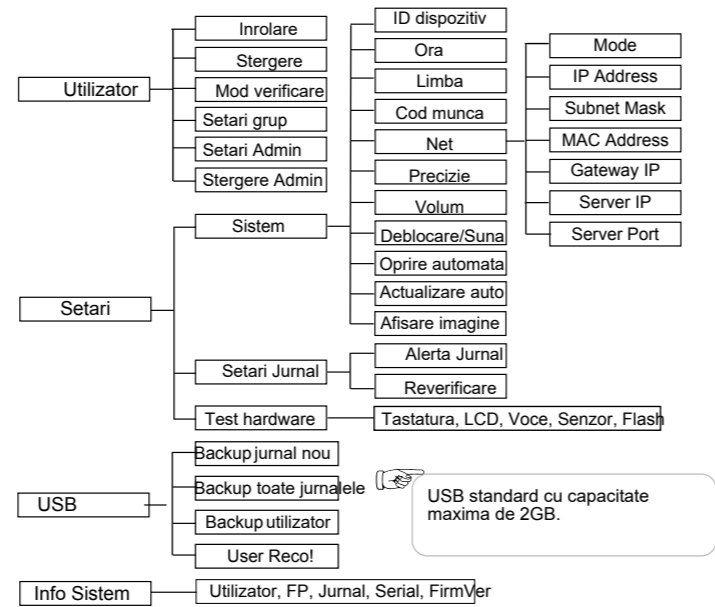 Utilizator
Inrolare
Stergere
Mod verificare
Setari grup
Setari Admin
Stergere Admin
Setari
Sistem
ID dispozitiv
Ora
Limba
Cod munca
Net
Mode
IP Address
Subnet Mask
MAC Address
Gateway IP
Server IP
Server Port
Precizie
Volum
Deblocare/Suna
Oprire automata
Actualizare auto
Afisare imagine
Setari Jurnal
Alerta Jurnal
Reverificare
Test hardware
Tastatura, LCD, Voce, Senzor, Flash
USB
Backup jurnal nou
Backup toate jurnalele
Backup utilizator
User Reco!
USB standard cu capacitate
maxima de 2GB.
Info Sistem
Utilizator, FP, Jurnal, Serial, FirmVer